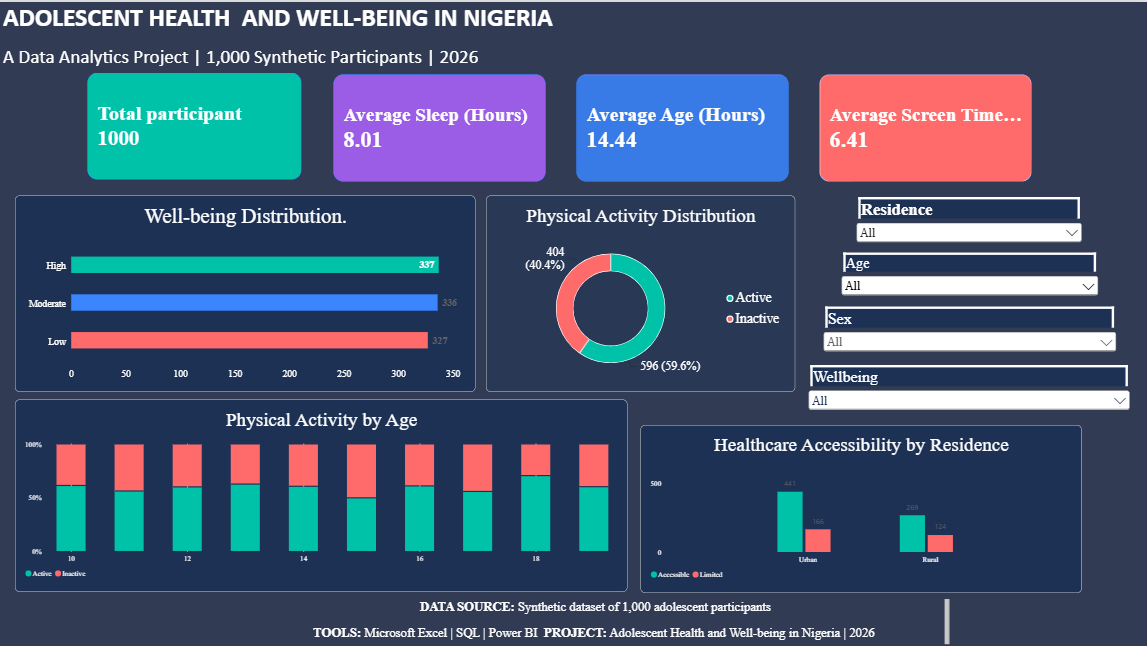 ADOLESCENT HEALTH  AND WELL-BEING IN NIGERIA
A Data Analytics Project | 1,000 Synthetic Participants | 2026
Total participant
1000
Average Sleep (Hours)
8.01
Average Age (Hours)
14.44
Average Screen Time...
6.41
Well-being Distribution.
High 337
Moderate 336
Low 327
0 50 100 150 200 250 300 350
Physical Activity Distribution
404
(40.4%)
Active
Inactive
596 (59.6%)
Residence
All
Age
All
Sex
All
Wellbeing
All
Physical Activity by Age
100%
50%
0%
10 12 14 16 18
Active Inactive
Healthcare Accessibility by Residence
500
0
441 166 269 124
Urban Rural
Accessible Limited
DATA SOURCE: Synthetic dataset of 1,000 adolescent participants
TOOLS: Microsoft Excel | SQL | Power BI  PROJECT: Adolescent Health and Well-being in Nigeria | 2026